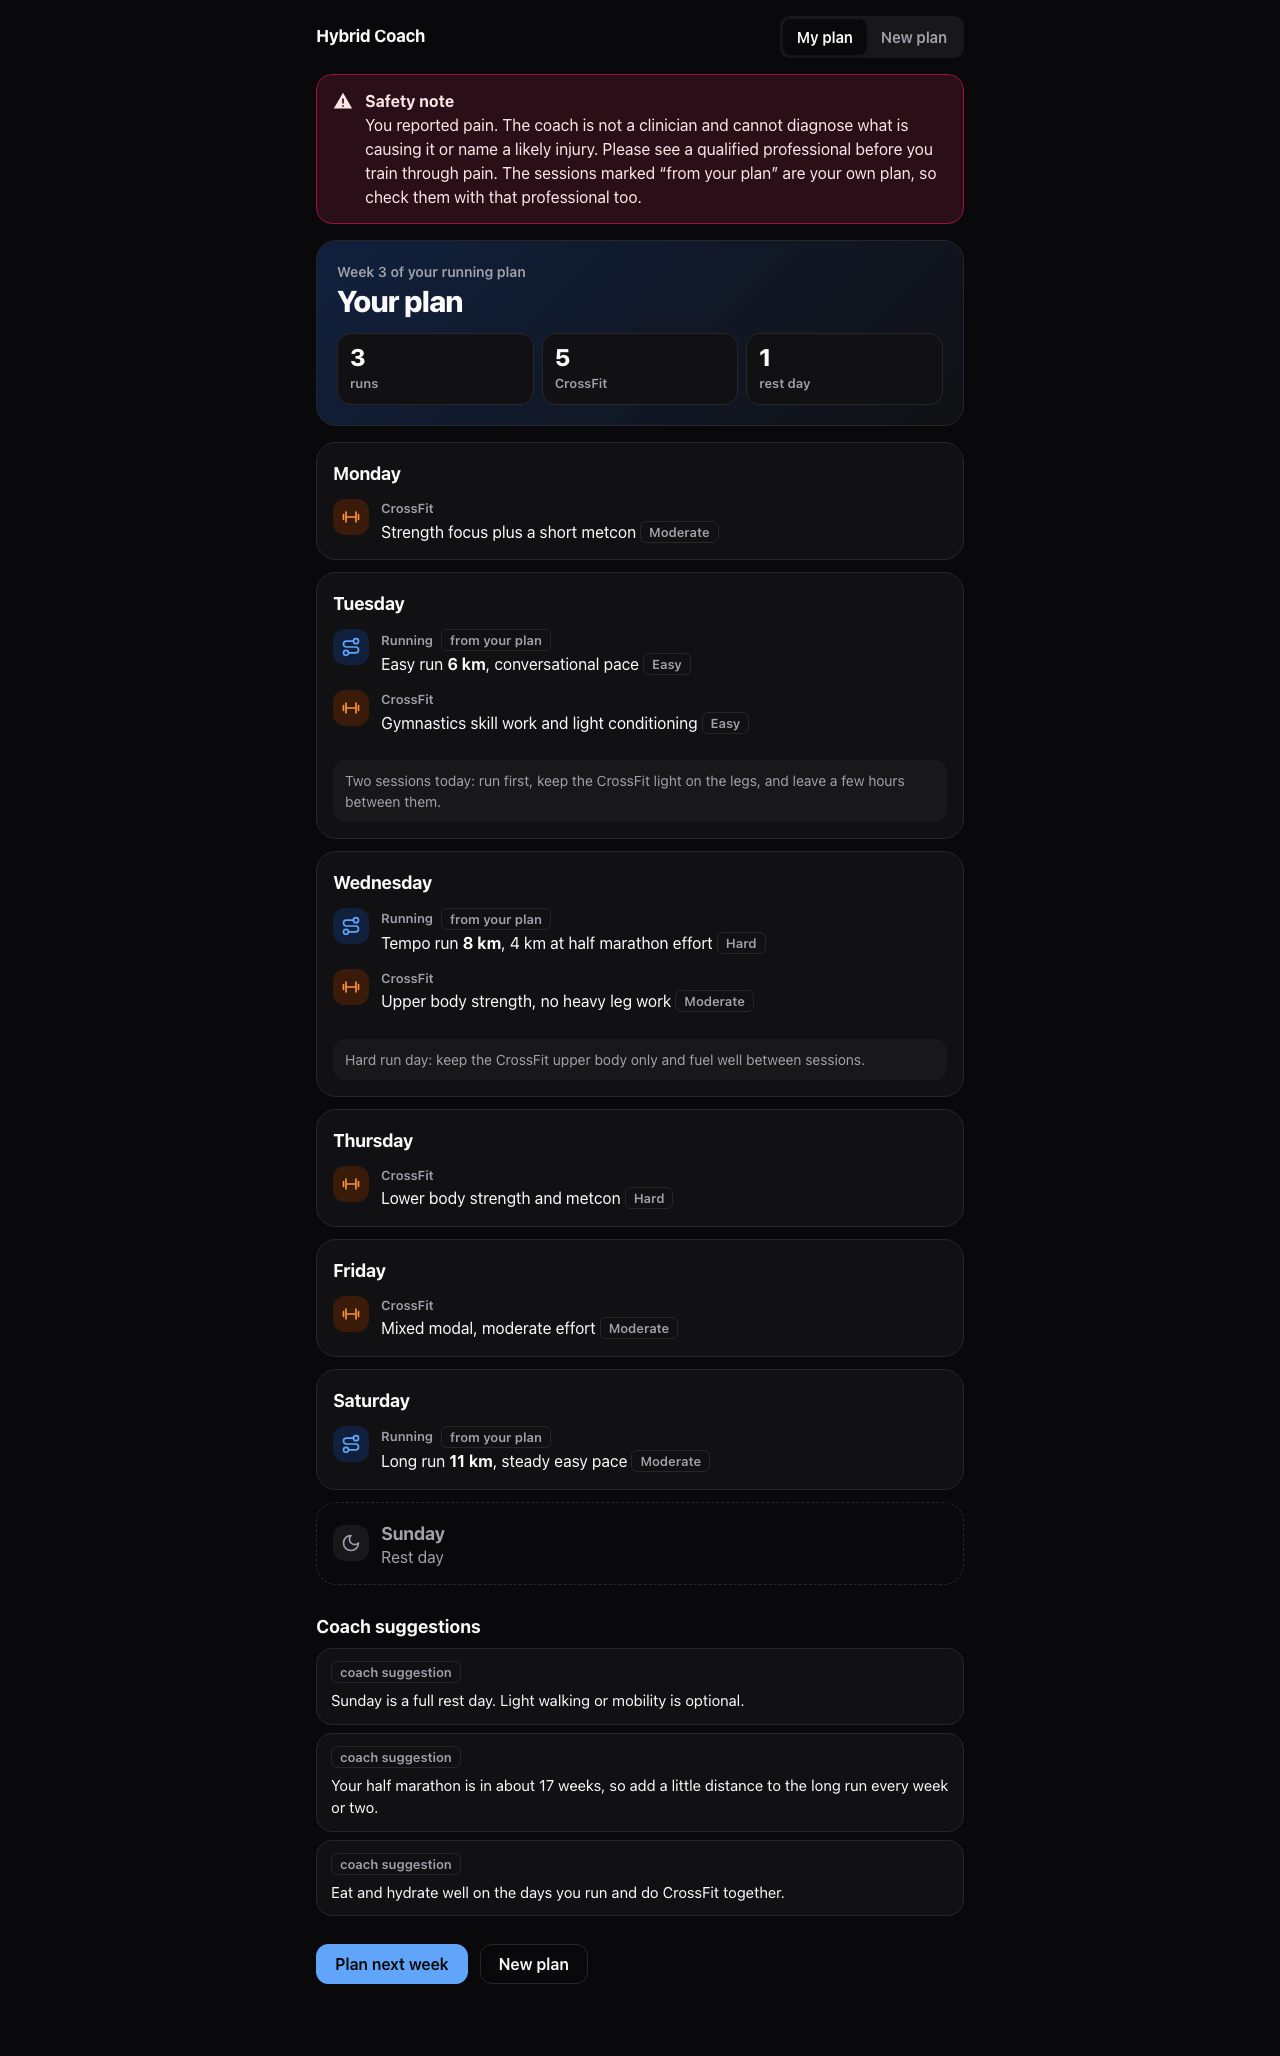 Hybrid Coach
My plan
New plan
Safety note
You reported pain. The coach is not a clinician and cannot diagnose what is
causing it or name a likely injury. Please see a qualified professional before you
train through pain. The sessions marked “from your plan” are your own plan, so
check them with that professional too.
Week 3 of your running plan
Your plan
3
runs
5
CrossFit
1
rest day
Monday
CrossFit
Strength focus plus a short metcon Moderate
Tuesday
Running from your plan
Easy run 6 km, conversational pace Easy
CrossFit
Gymnastics skill work and light conditioning Easy
Two sessions today: run first, keep the CrossFit light on the legs, and leave a few hours
between them.
Wednesday
Running from your plan
Tempo run 8 km, 4 km at half marathon effort Hard
CrossFit
Upper body strength, no heavy leg work Moderate
Hard run day: keep the CrossFit upper body only and fuel well between sessions.
Thursday
CrossFit
Lower body strength and metcon Hard
Friday
CrossFit
Mixed modal, moderate effort Moderate
Saturday
Running from your plan
Long run 11 km, steady easy pace Moderate
Sunday
Rest day
Coach suggestions
coach suggestion
Sunday is a full rest day. Light walking or mobility is optional.
coach suggestion
Your half marathon is in about 17 weeks, so add a little distance to the long run every week
or two.
coach suggestion
Eat and hydrate well on the days you run and do CrossFit together.
Plan next week
New plan